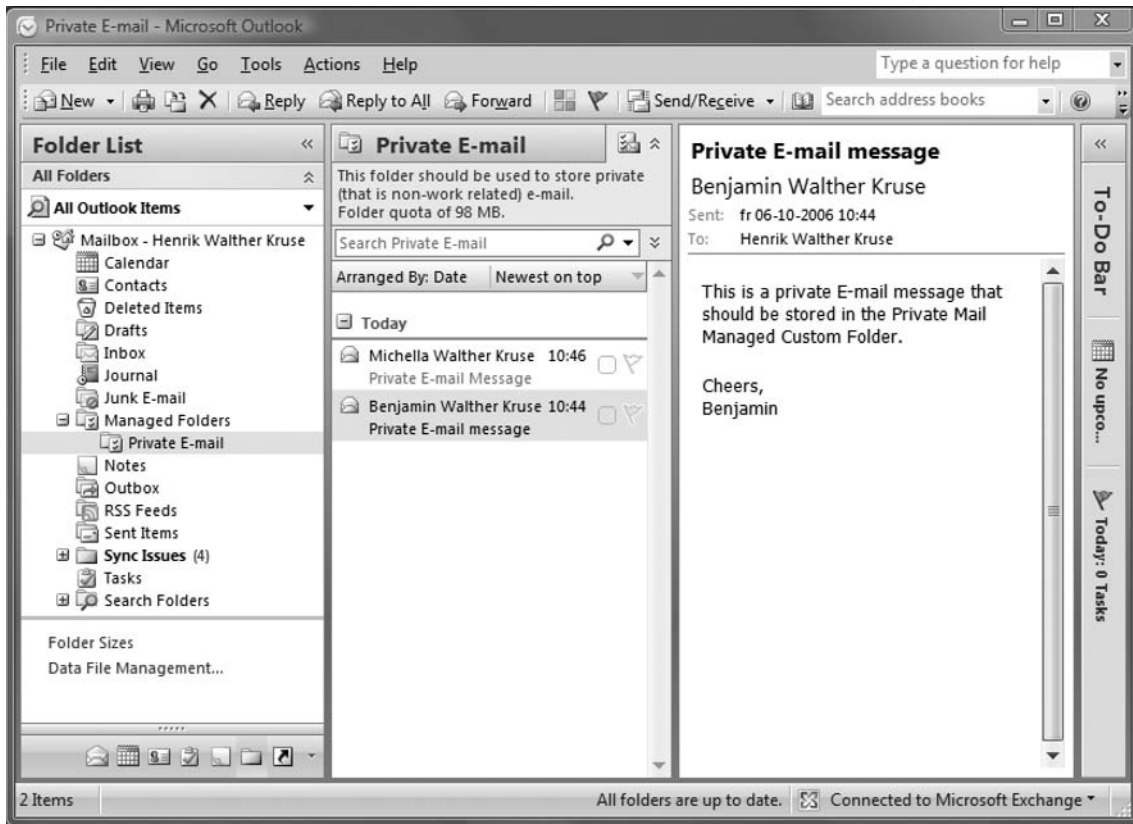 Private E-mail - Microsoft Outlook
File Edit View Go Tools Actions Help
Type a question for help
New Reply Reply to All Forward Send/Receive Search address books
Folder List
All Folders
All Outlook Items
Mailbox - Henrik Walther Kruse
Calendar
Contacts
Deleted Items
Drafts
Inbox
Journal
Junk E-mail
Managed Folders
Private E-mail
Notes
Outbox
RSS Feeds
Sent Items
Sync Issues (4)
Tasks
Search Folders
Folder Sizes
Data File Management...
Private E-mail
This folder should be used to store private
(that is non-work related) e-mail.
Folder quota of 98 MB.
Search Private E-mail
Arranged By: Date Newest on top
Today
Michella Walther Kruse 10:46
Private E-mail Message
Benjamin Walther Kruse 10:44
Private E-mail message
Private E-mail message
Benjamin Walther Kruse
Sent: fr 06-10-2006 10:44
To: Henrik Walther Kruse
This is a private E-mail message that
should be stored in the Private Mail
Managed Custom Folder.
Cheers,
Benjamin
To-Do Bar
No upco...
Today: 0 Tasks
2 Items
All folders are up to date. Connected to Microsoft Exchange